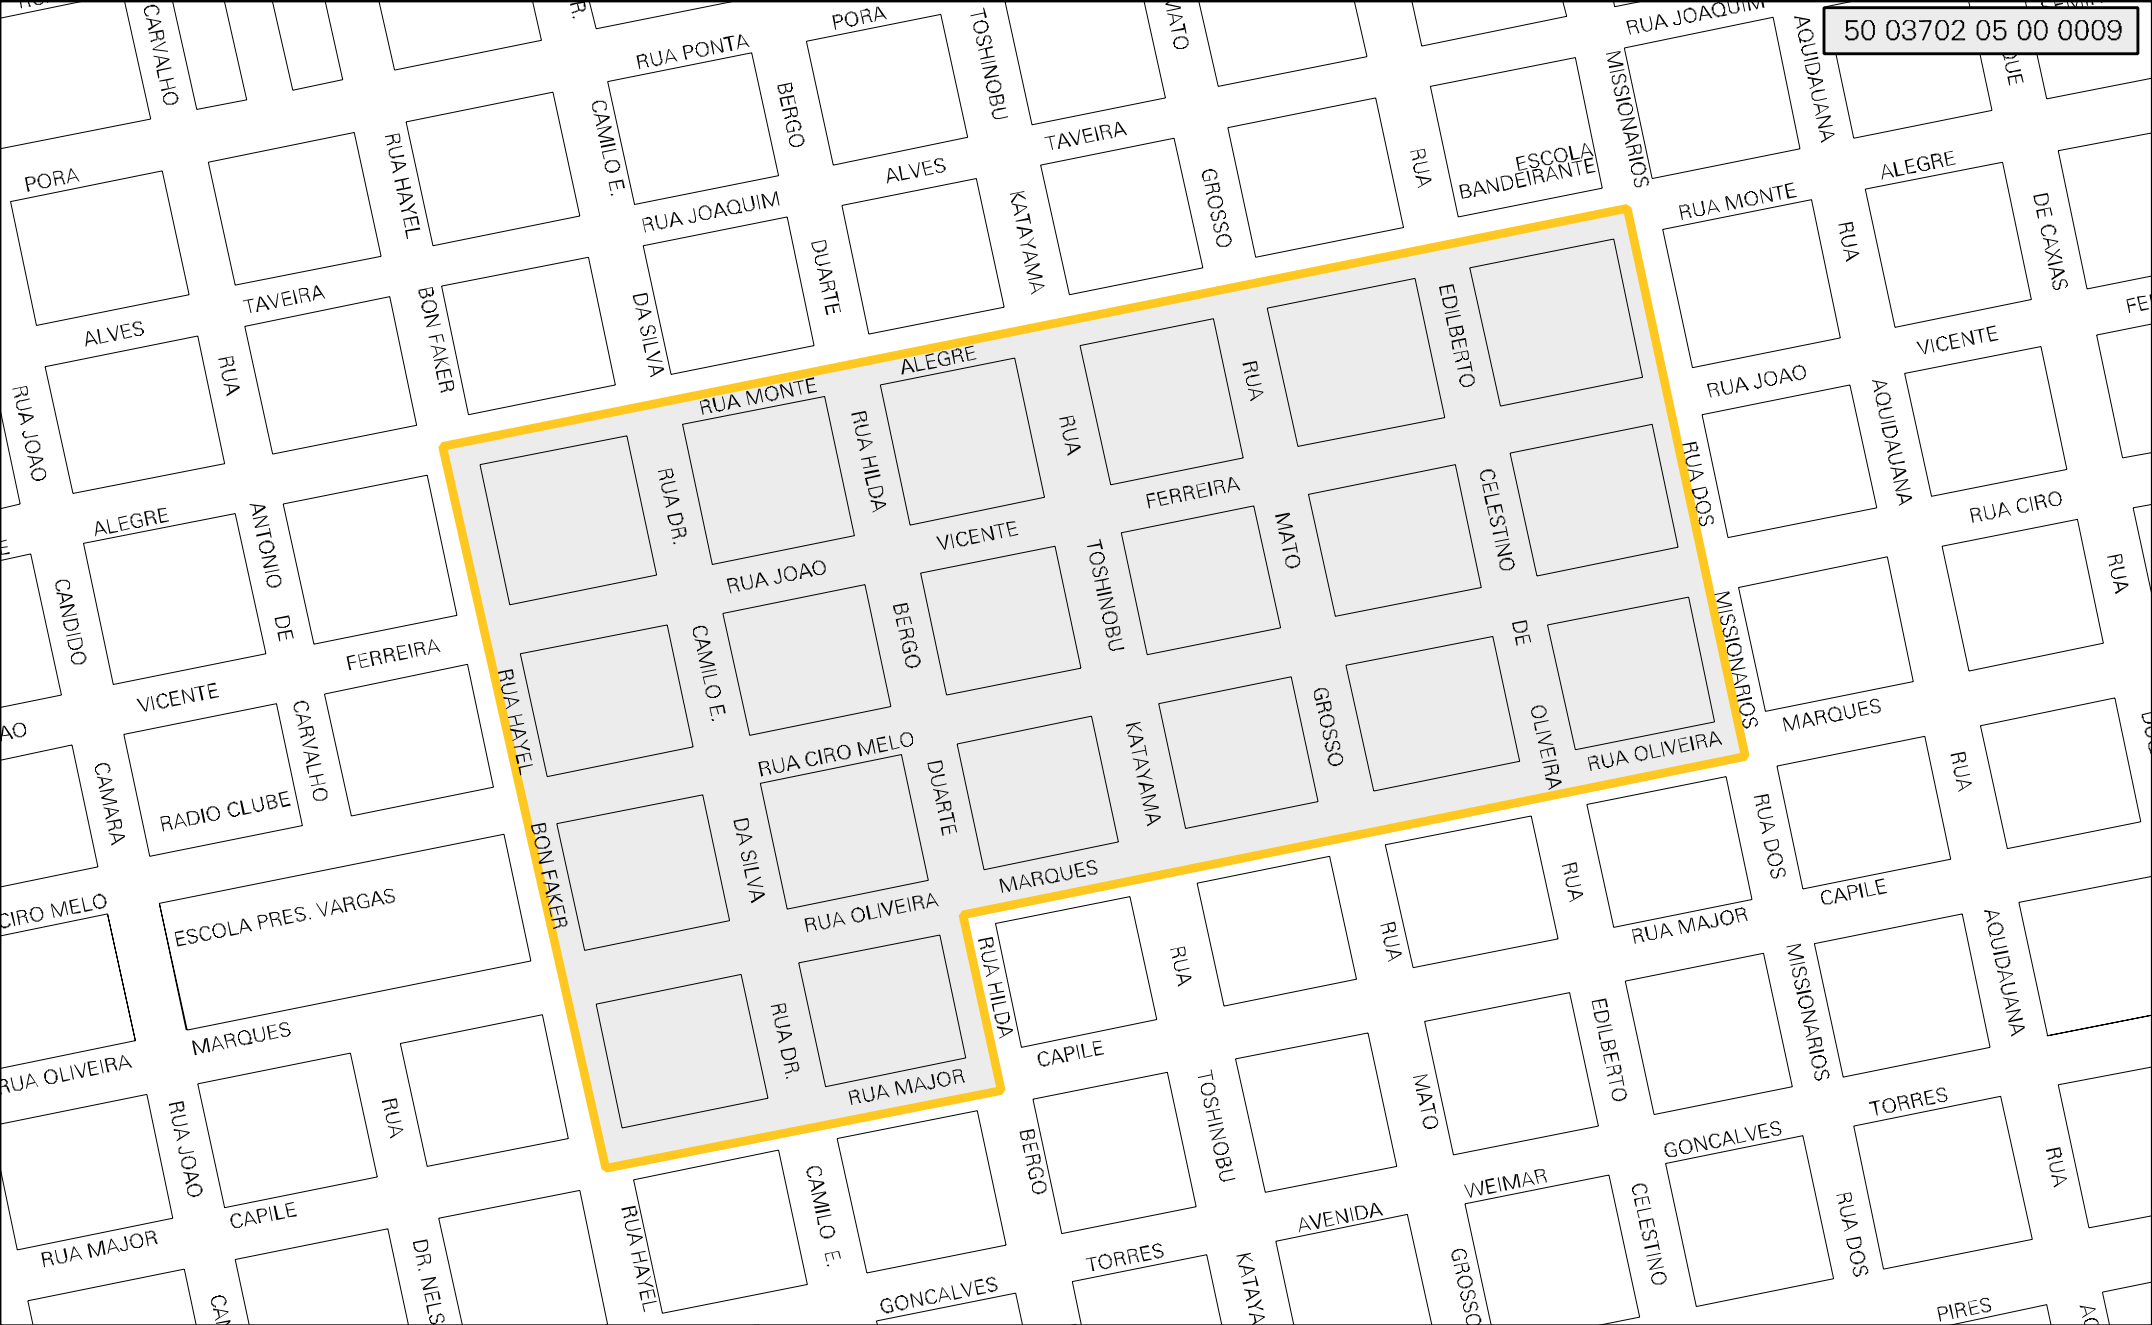 50 03702 05 00 0009
CARVALHO
PORA
RUA PONTA
TOSHINOBU
MATO
RUA JOAQUIM
AQUIDAUANA
MISSIONARIOS
BERGO
CAMILO E.
RUA HAYEL
TAVEIRA
RUA
ESCOLA
BANDEIRANTE
PORA
ALVES
KATAYAMA
GROSSO
RUA JOAQUIM
ALEGRE
RUA MONTE
RUA
DE CAXIAS
TAVEIRA
ALVES
RUA
BON FAKER
DA SILVA
DUARTE
EDILBERTO
VICENTE
RUA JOAO
AQUIDAUANA
RUA JOAO
ALEGRE
RUA MONTE
RUA HILDA
RUA
RUA
RUA DOS
RUA CIRO
ALEGRE
ANTONIO DE
RUA DR.
FERREIRA
VICENTE
RUA JOAO
MATO
CELESTINO
TOSHINOBU
CANDIDO
FERREIRA
VICENTE
CARVALHO
CAMILO E.
BERGO
DE
MISSIONARIOS
RUA
RUA HAYEL
RUA CIRO MELO
KATAYAMA
GROSSO
OLIVEIRA
RUA OLIVEIRA
MARQUES
RUA
CAMARA
RADIO CLUBE
BON FAKER
DA SILVA
DUARTE
MARQUES
RUA OLIVEIRA
RUA
RUA DOS
CAPILE
RUA MAJOR
CIRO MELO
ESCOLA PRES. VARGAS
RUA HILDA
RUA
RUA
AQUIDAUANA
MISSIONARIOS
MARQUES
RUA OLIVEIRA
RUA DR.
CAPILE
RUA MAJOR
EDILBERTO
TORRES
GONCALVES
RUA JOAO
RUA
BERGO
TOSHINOBU
MATO
RUA
CAPILE
RUA MAJOR
CAMILO E.
RUA HAYEL
WEIMAR
AVENIDA
CELESTINO
RUA DOS
DR. NELS
TORRES
GONCALVES
KATAYA
GROSSO
PIRES